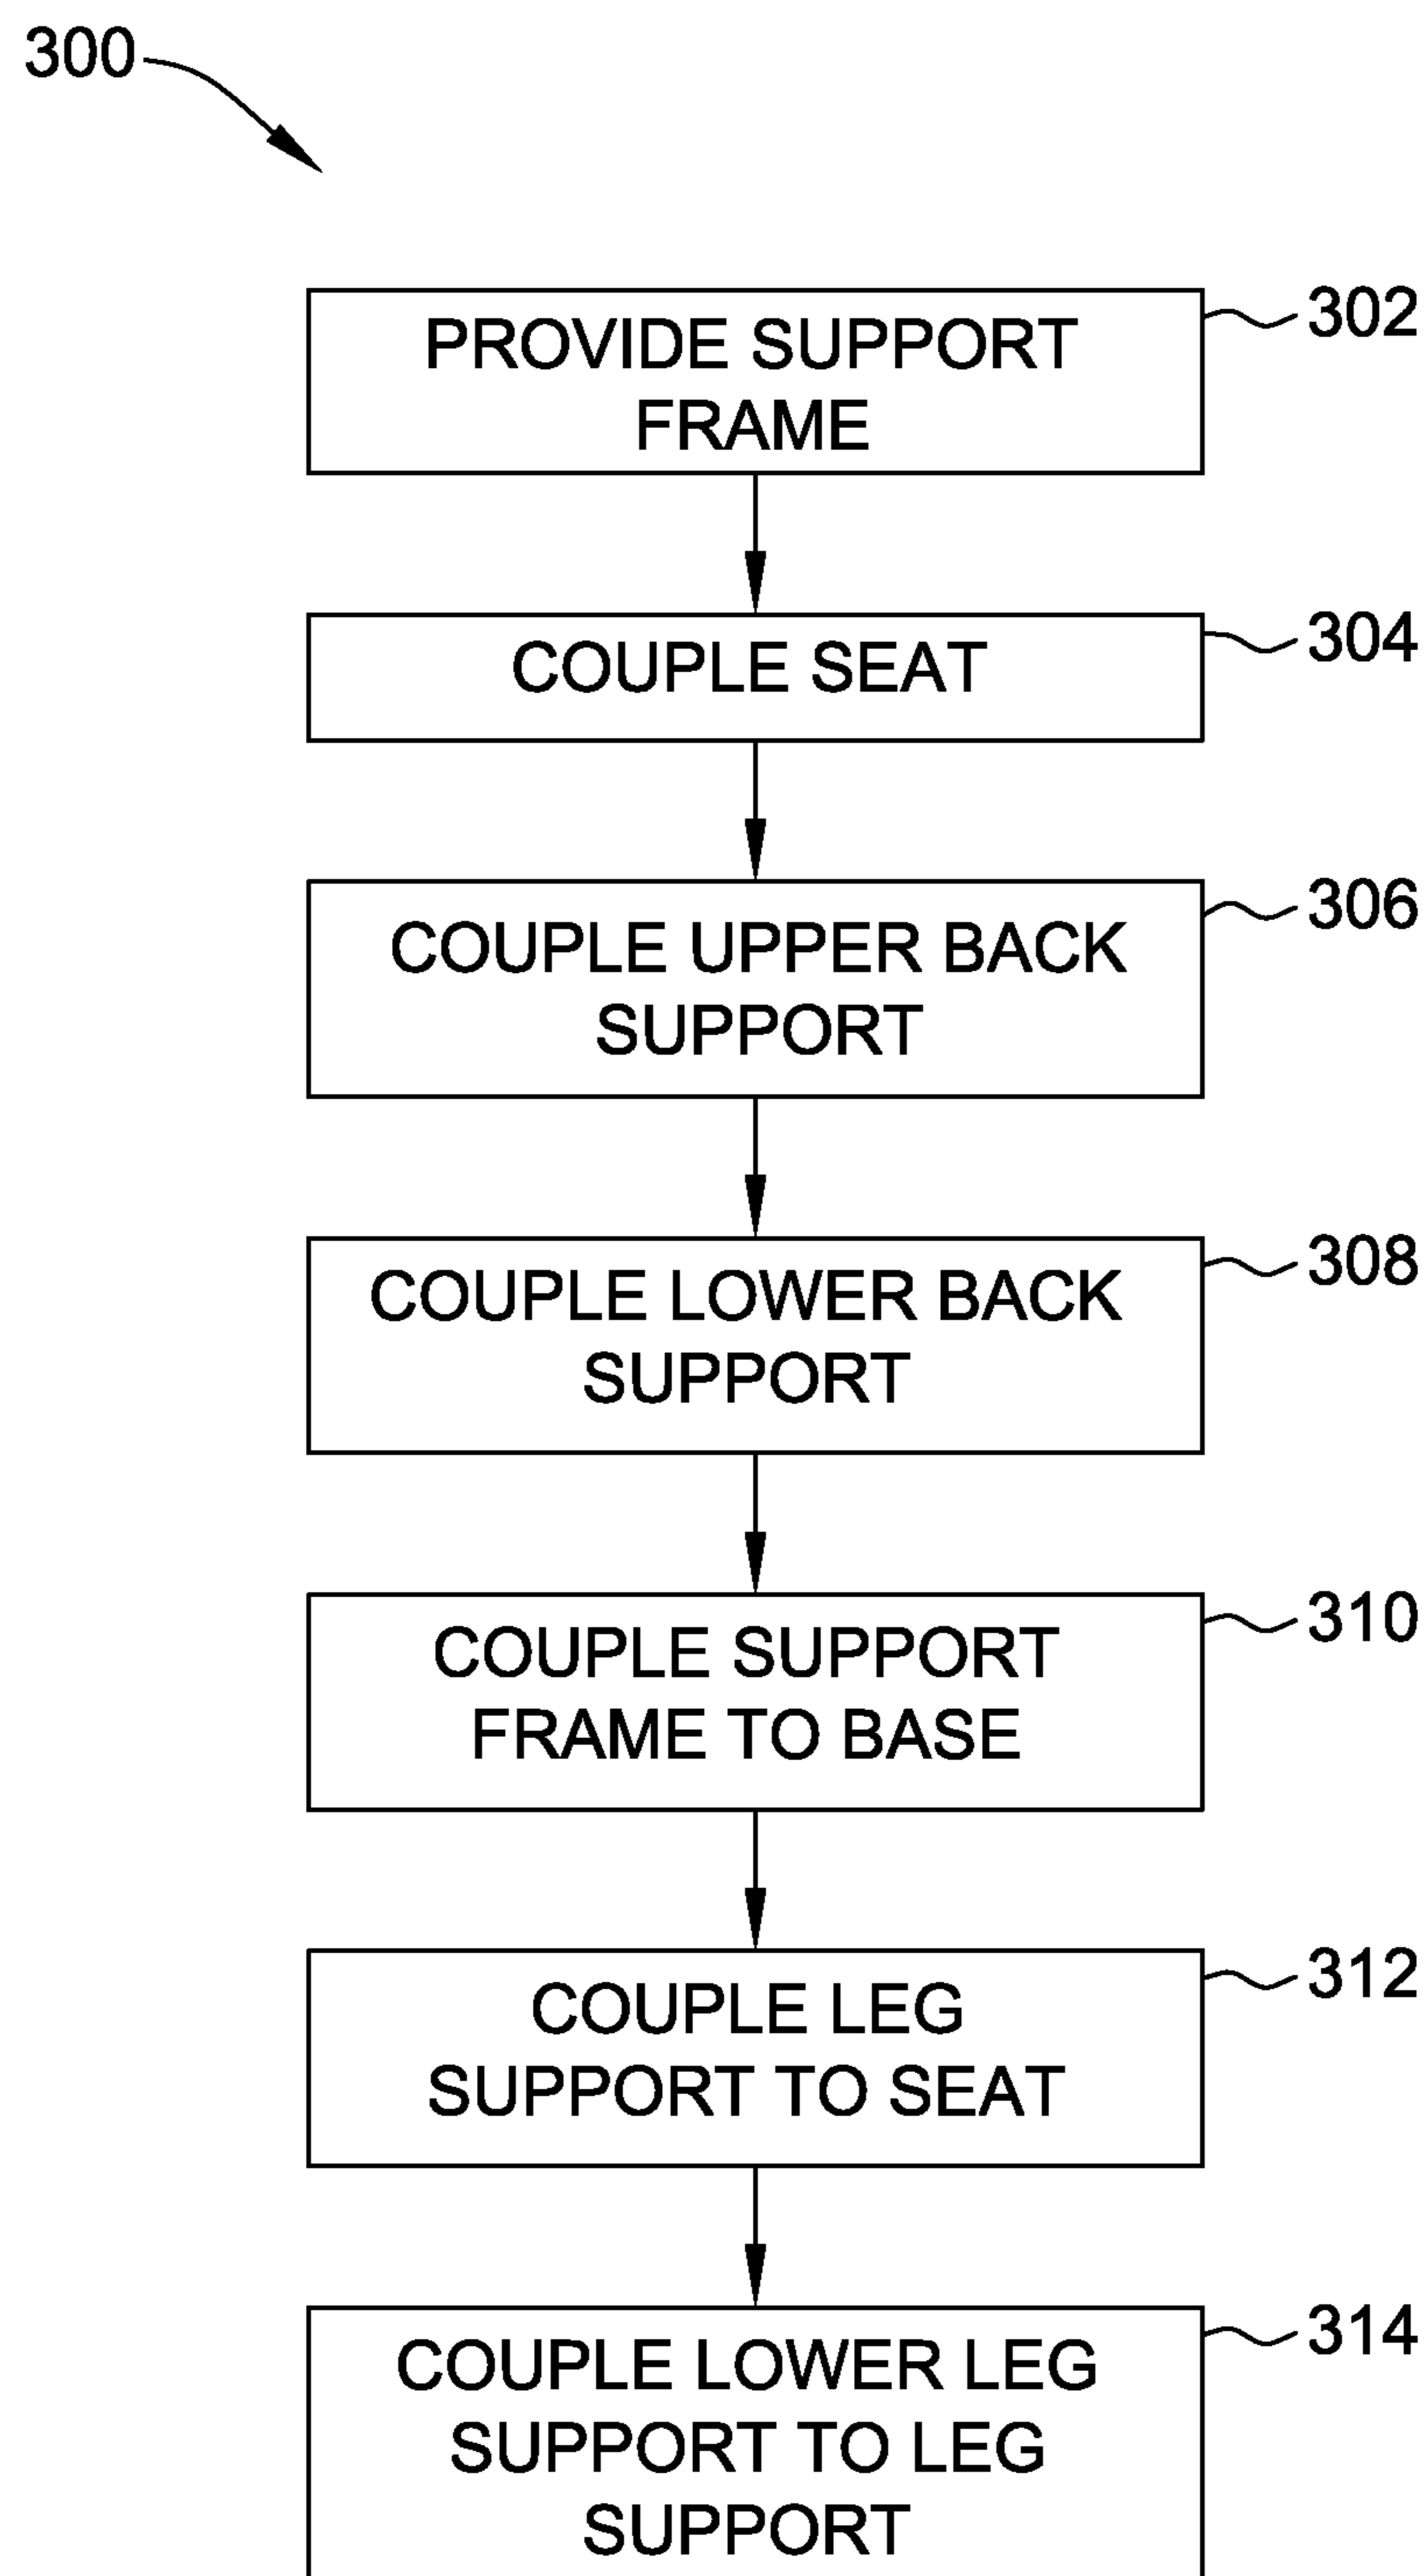 300
PROVIDE SUPPORT
FRAME
302
COUPLE SEAT
304
COUPLE UPPER BACK
SUPPORT
306
COUPLE LOWER BACK
SUPPORT
308
COUPLE SUPPORT
FRAME TO BASE
310
COUPLE LEG
SUPPORT TO SEAT
312
COUPLE LOWER LEG
SUPPORT TO LEG
SUPPORT
314